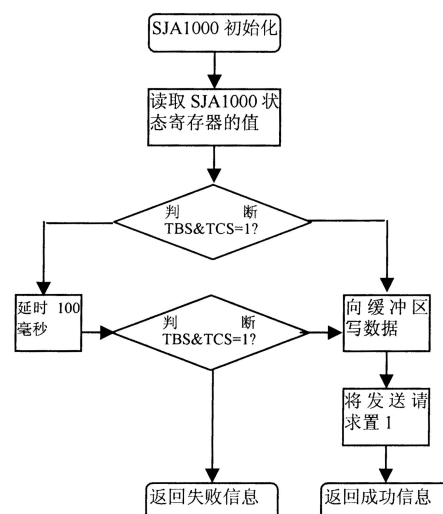 SJA1000 初始化
读取 SJA1000 状
态寄存器的值
判 断
TBS&TCS=1?
延时 100
毫秒
判 断
TBS&TCS=1?
向缓冲区
写数据
将发送请
求置 1
返回失败信息
返回成功信息